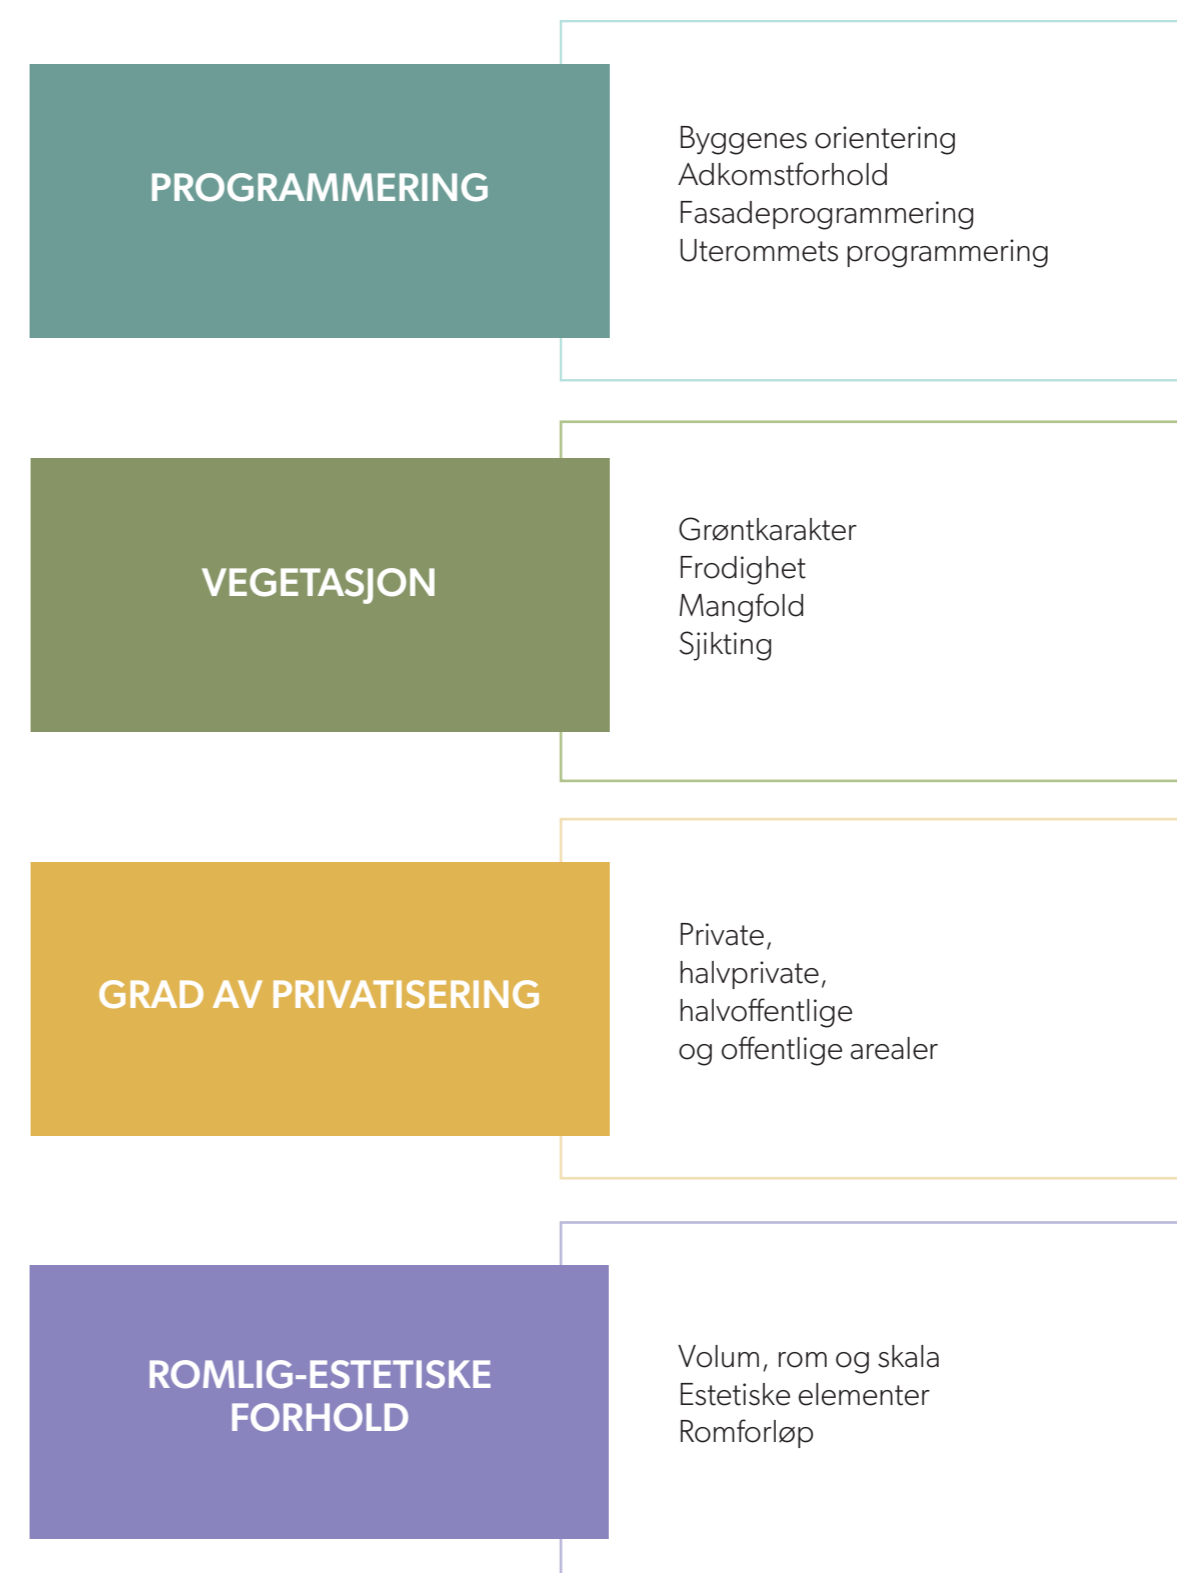 PROGRAMMERING
Byggenes orientering
Adkomstforhold
Fasadeprogrammering
Uterommets programmering
VEGETASJON
Grøntkarakter
Frodighet
Mangfold
Sjikting
GRAD AV PRIVATISERING
Private,
halvprivate,
halvoffentlige
og offentlige arealer
ROMLIG-ESTETISKE
FORHOLD
Volum, rom og skala
Estetiske elementer
Romforløp